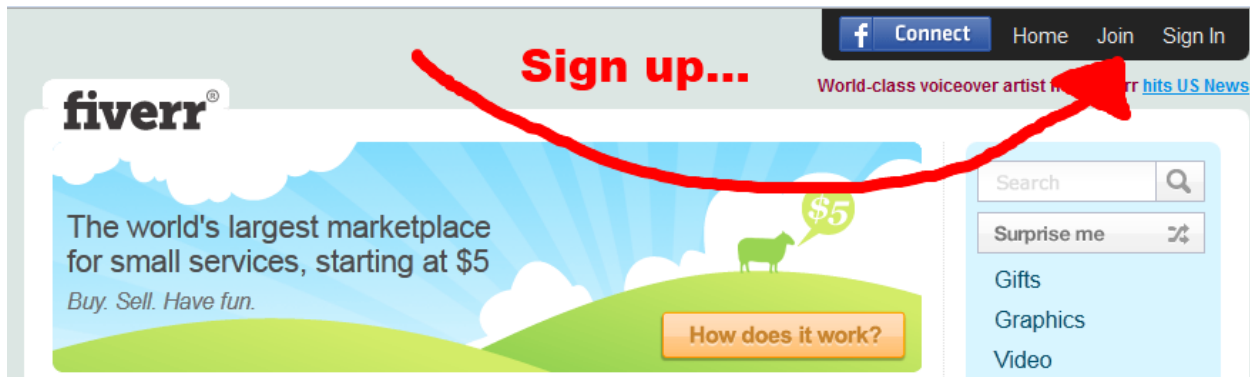 Connect Home Join Sign In
Sign up...
World-class voiceover artist hits US News
fiverr®
Search
The world's largest marketplace
for small services, starting at $5
Buy. Sell. Have fun.
$5
Surprise me
Gifts
Graphics
Video
How does it work?